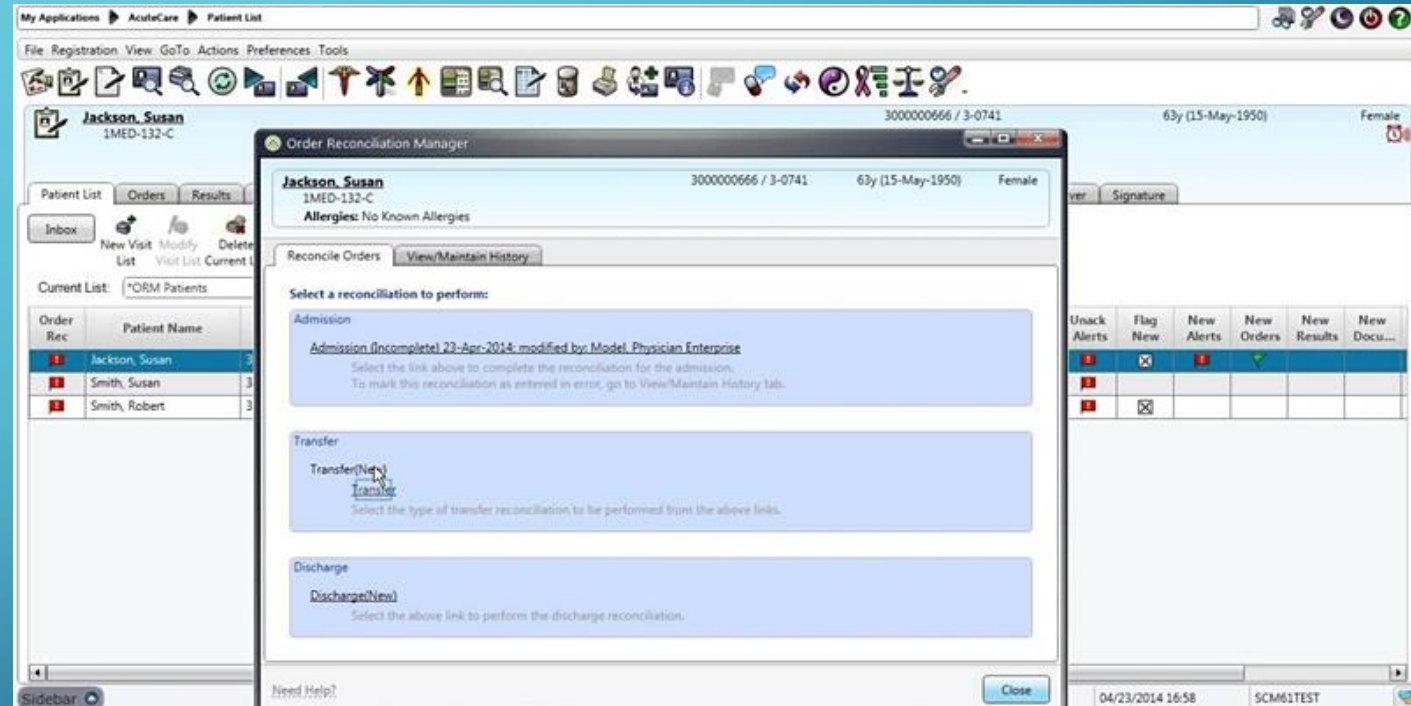 My Applications AcuteCare Patient List
File Registration View GoTo Actions Preferences Tools
Jackson, Susan 3000000666 / 3-0741 63y (15-May-1950) Female
1MED-132-C
Order Reconciliation Manager
Jackson, Susan 3000000666 / 3-0741 63y (15-May-1950) Female
1MED-132-C
Allergies: No Known Allergies
Patient List Orders Results ver Signature
Inbox
New Visit Modify Delete
List Visit List Current L
Reconcile Orders View/Maintain History
Current List: *ORM Patients
Select a reconciliation to perform:
Order Rec Patient Name Unack Alerts Flag New New Alerts New Orders New Results New Docu...
Jackson, Susan 3
Smith, Susan 3
Smith, Robert 3
Admission
Admission (Incomplete) 23-Apr-2014: modified by: Model, Physician Enterprise
Select the link above to complete the reconciliation for the admission.
To mark this reconciliation as entered in error, go to View/Maintain History tab.
Transfer
Transfer(New)
Transfer
Select the type of transfer reconciliation to be performed from the above links.
Discharge
Discharge(New)
Select the above link to perform the discharge reconciliation.
Need Help? Close
Sidebar 04/23/2014 16:58 SCM61TEST